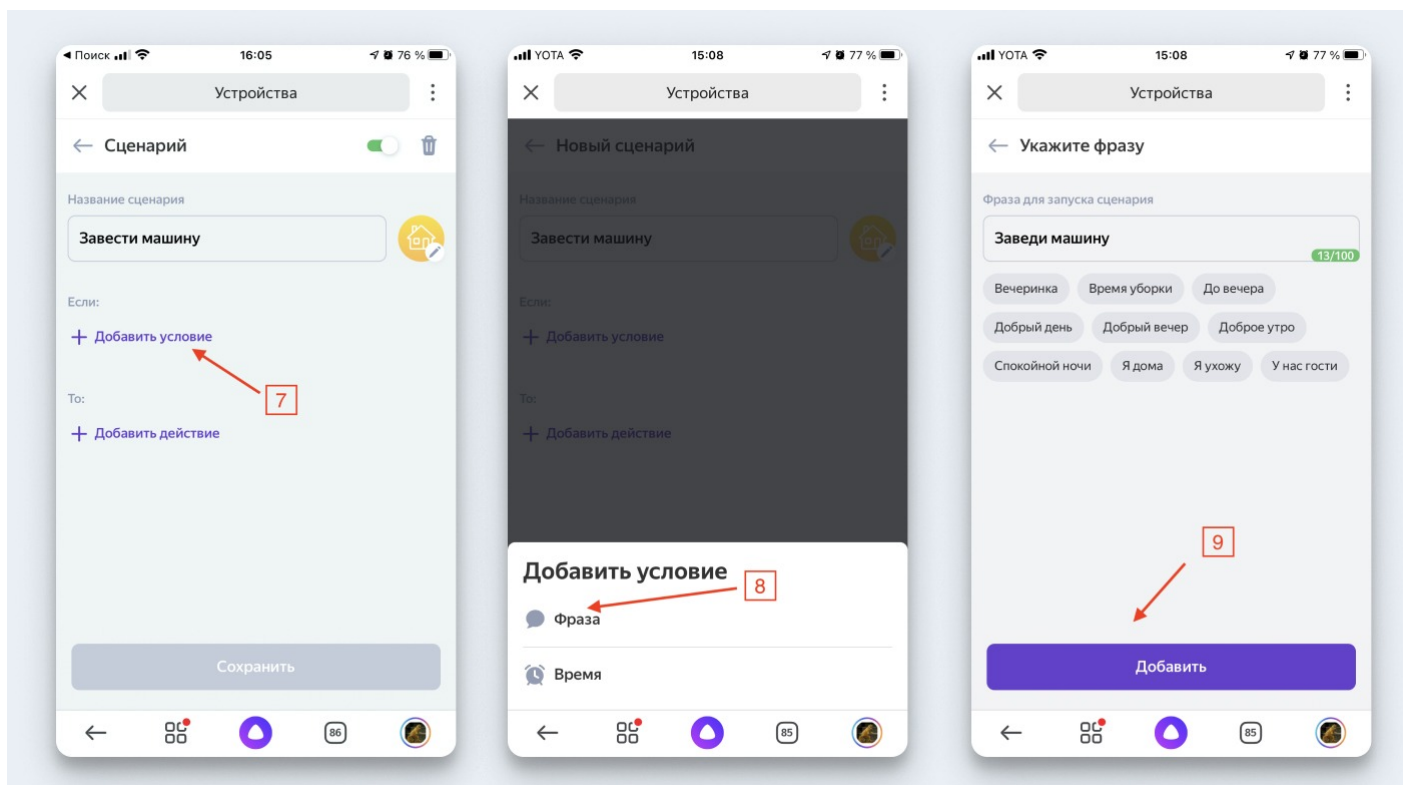 Поиск 16:05 76 %
Устройства
Сценарий
Название сценария
Завести машину
Если:
+ Добавить условие
7
То:
+ Добавить действие
Сохранить
86
YOTA 15:08 77 %
Устройства
Новый сценарий
Название сценария
Завести машину
Если:
+ Добавить условие
То:
+ Добавить действие
Добавить условие
8
Фраза
Время
85
YOTA 15:08 77 %
Устройства
Укажите фразу
Фраза для запуска сценария
Заведи машину
13/100
Вечеринка Время уборки До вечера
Добрый день Добрый вечер Доброе утро
Спокойной ночи Я дома Я ухожу У нас гости
9
Добавить
85